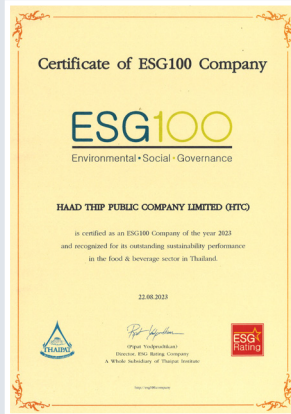 Certificate of ESG100 Company
ESG100
Environmental • Social • Governance
HAAD THIP PUBLIC COMPANY LIMITED (HTC)
is certified as an ESG100 Company of the year 2023
and recognized for its outstanding sustainability performance
in the food & beverage sector in Thailand.
22.08.2023
(Pipat Yodprudtikan)
Director, ESG Rating Company
A Whole Subsidiary of Thaipat Institute
THAIPAT
ESG
Rating